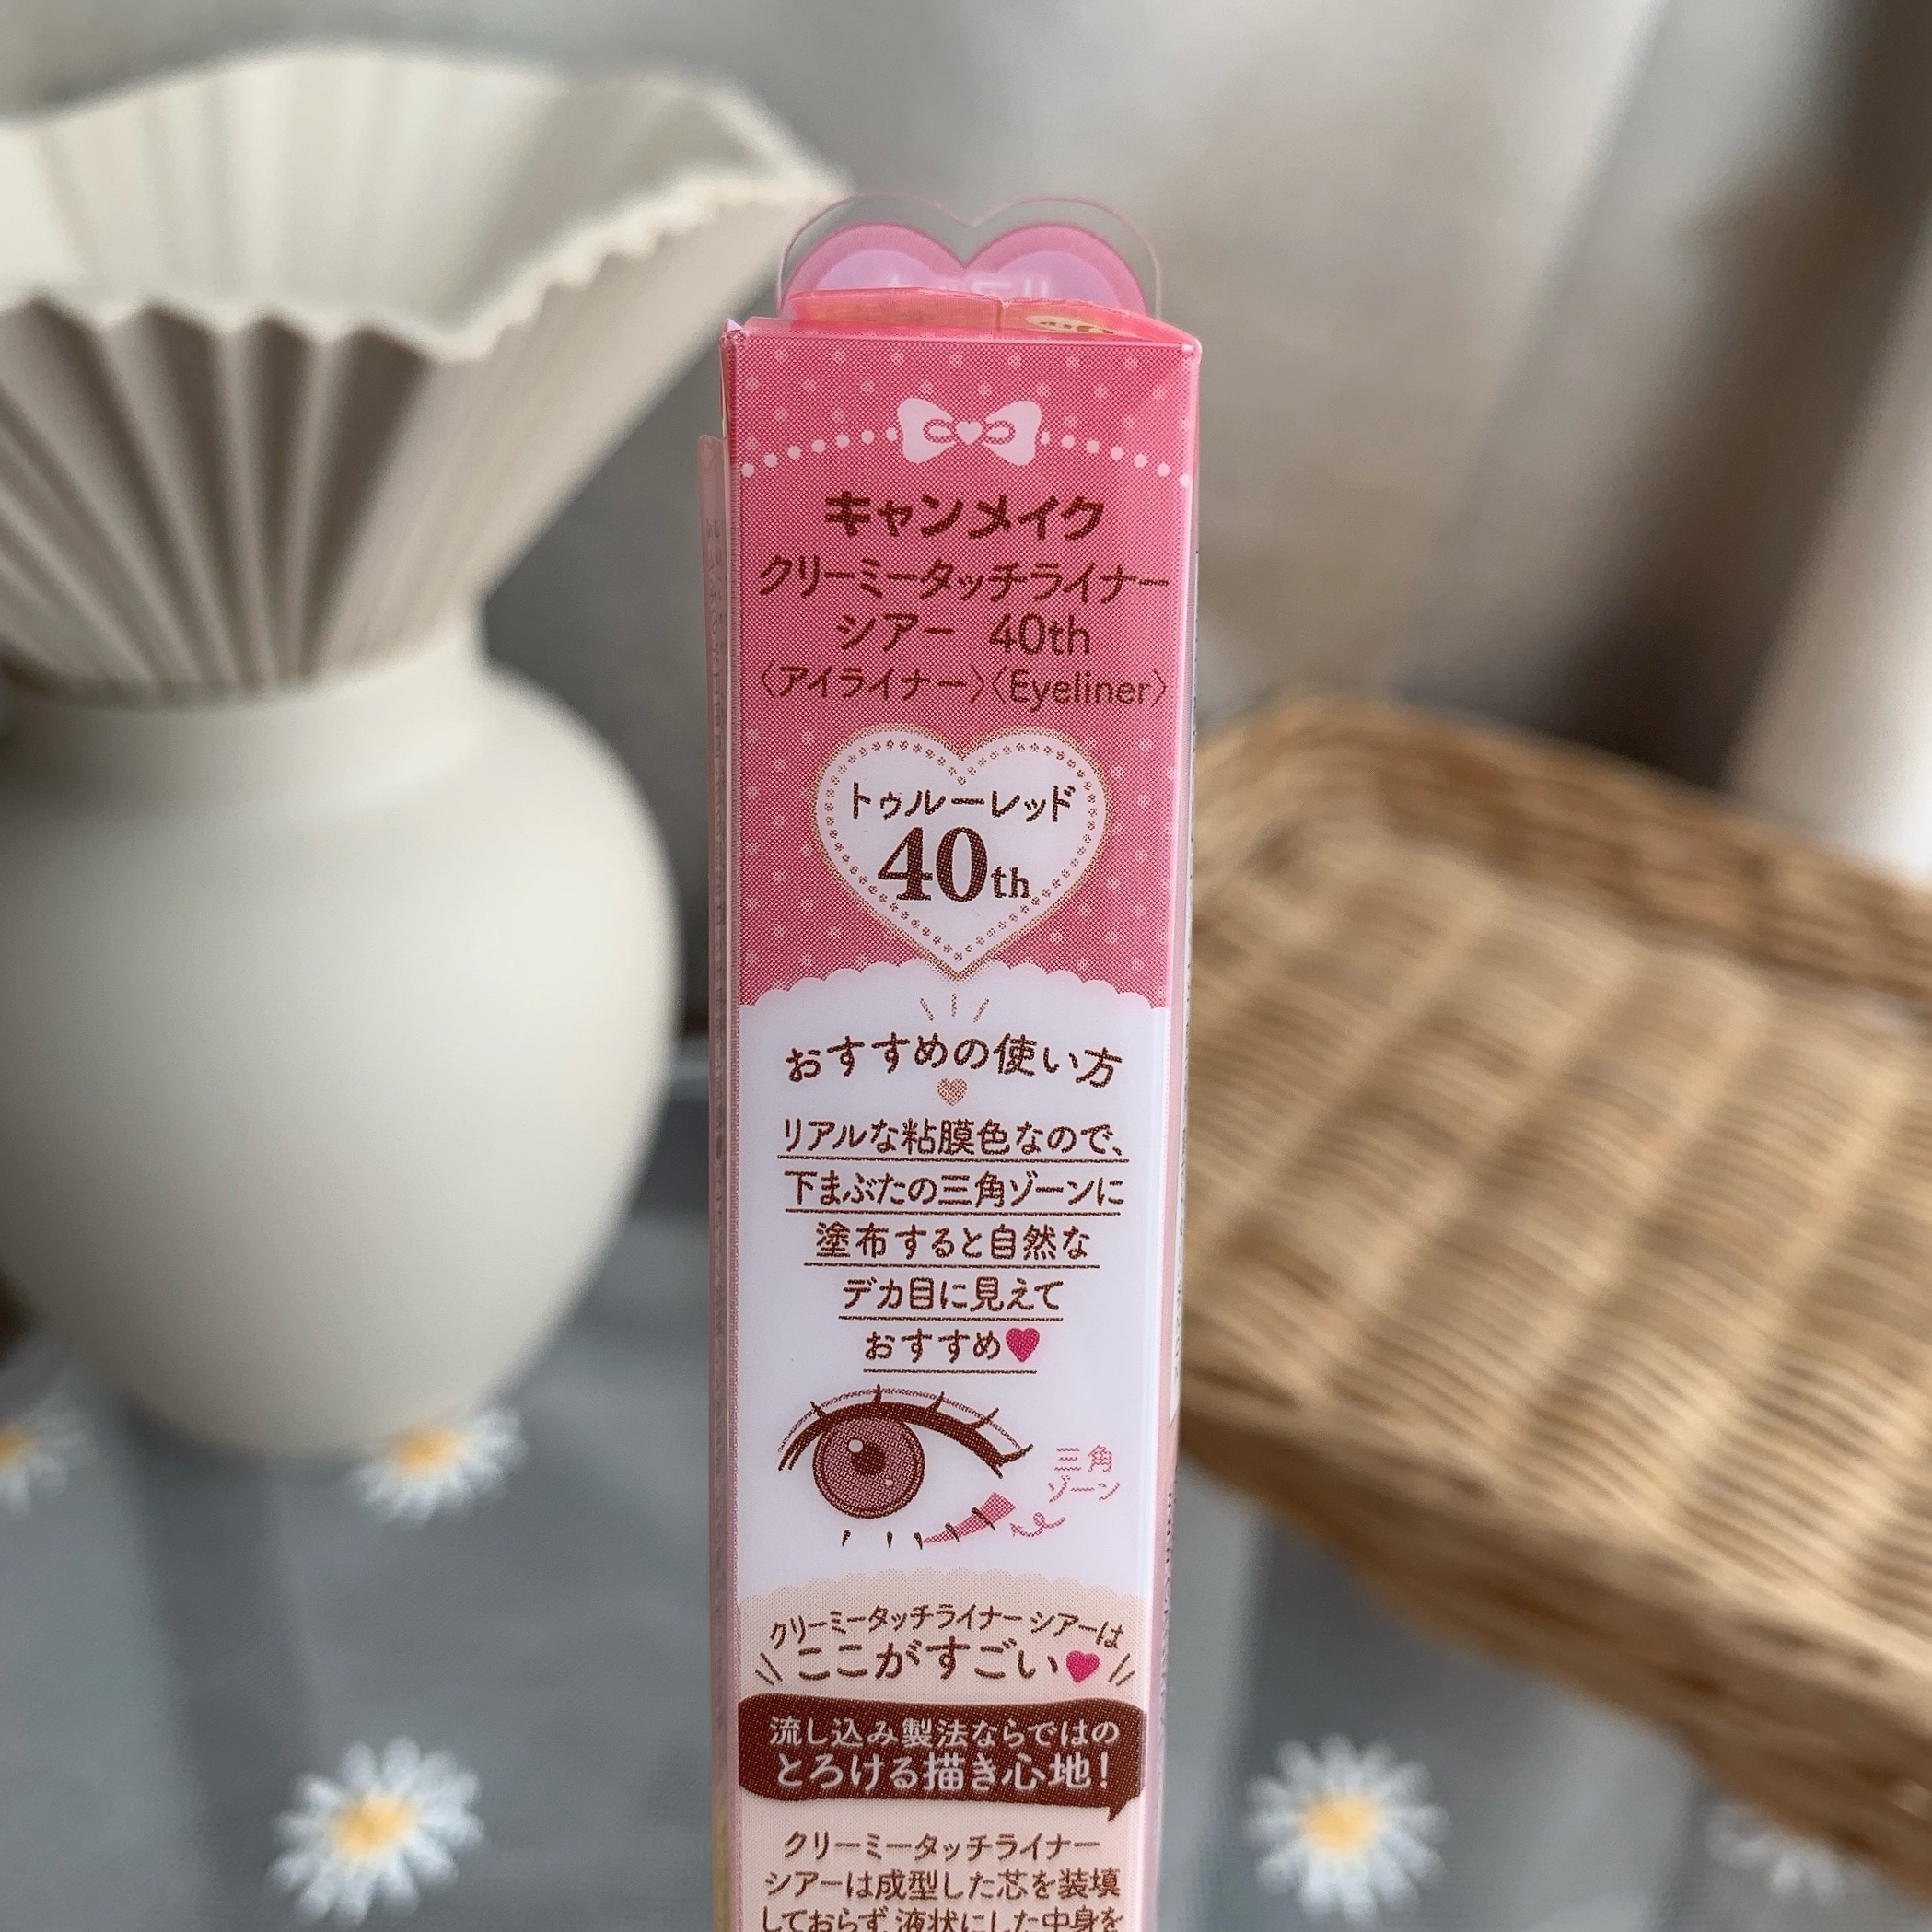 キャンメイク
クリーミータッチライナー
シアー 40th
〈アイライナー〉〈Eyeliner〉
トゥルーレッド
40th
おすすめの使い方
リアルな粘膜色なので、
下まぶたの三角ゾーンに
塗布すると自然な
デカ目に見えて
おすすめ♥
三角
ゾーン
クリーミータッチライナー シアーは
ここがすごい♥
流し込み製法ならではの
とろける描き心地!
クリーミータッチライナー
シアーは成型した芯を装填
しておらず、液状にした中身を